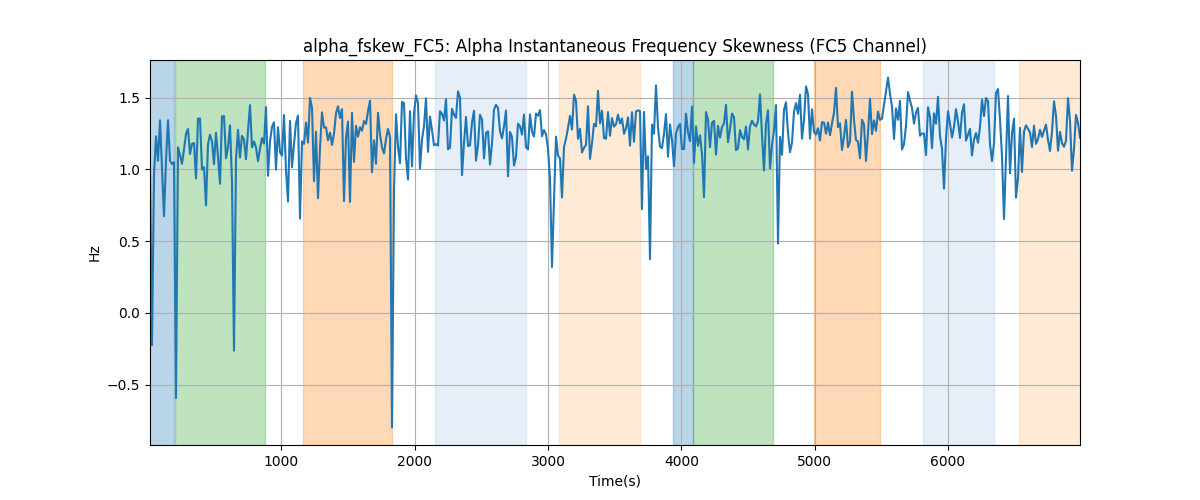 alpha_fskew_FC5: Alpha Instantaneous Frequency Skewness (FC5 Channel)
1.5
1.0
0.5
0.0
−0.5
Hz
1000 2000 3000 4000 5000 6000
Time(s)